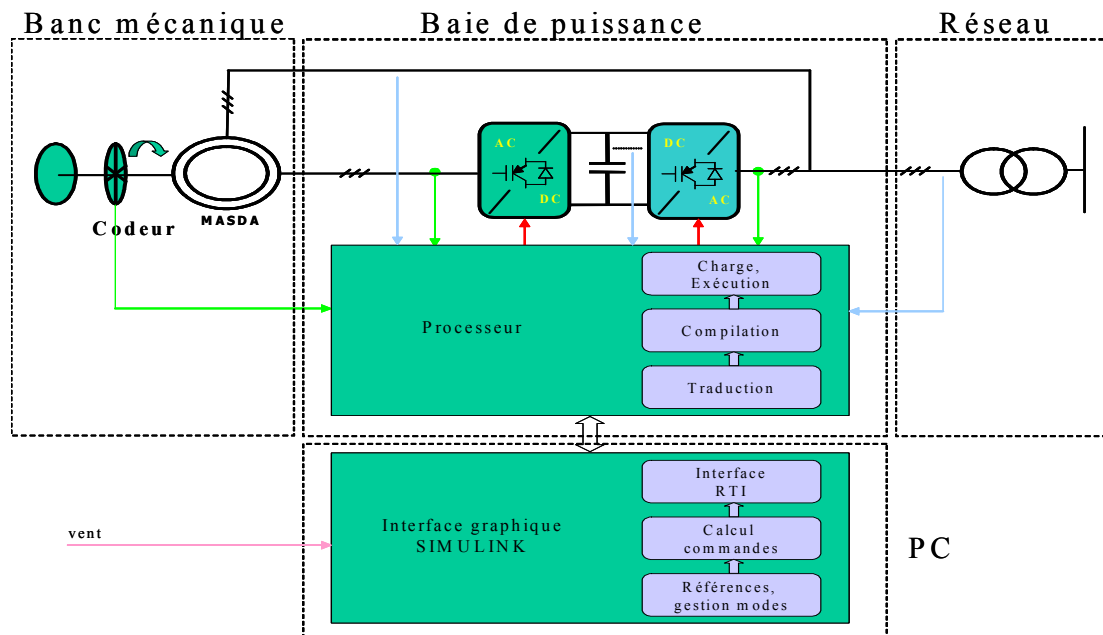 Banc mécanique
Baie de puissance
Réseau
AC
DC
DC
AC
MASDA
Codeur
Processeur
Charge,
Exécution
Compilation
Traduction
Interface graphique
SIMULINK
Interface
RTI
Calcul
commandes
Références,
gestion modes
vent
PC